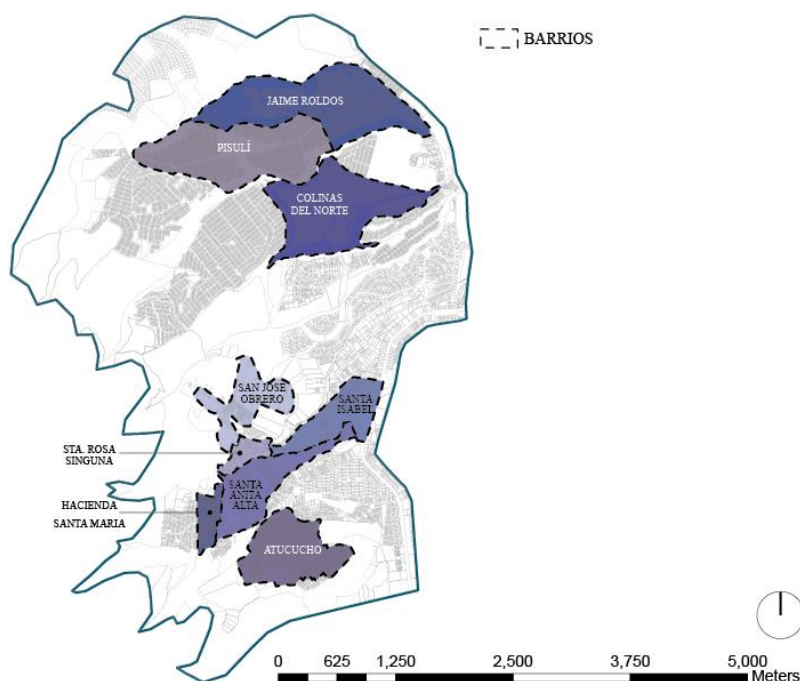 BARRIOS
JAIME ROLDOS
PISULÍ
COLINAS
DEL NORTE
SAN JOSE
OBRERO
SANTA
ISABEL
STA. ROSA
SINGUNA
SANTA
ANITA
ALTA
HACIENDA
SANTA MARIA
ATUCUCHO
0 625 1,250 2,500 3,750 5,000
Meters